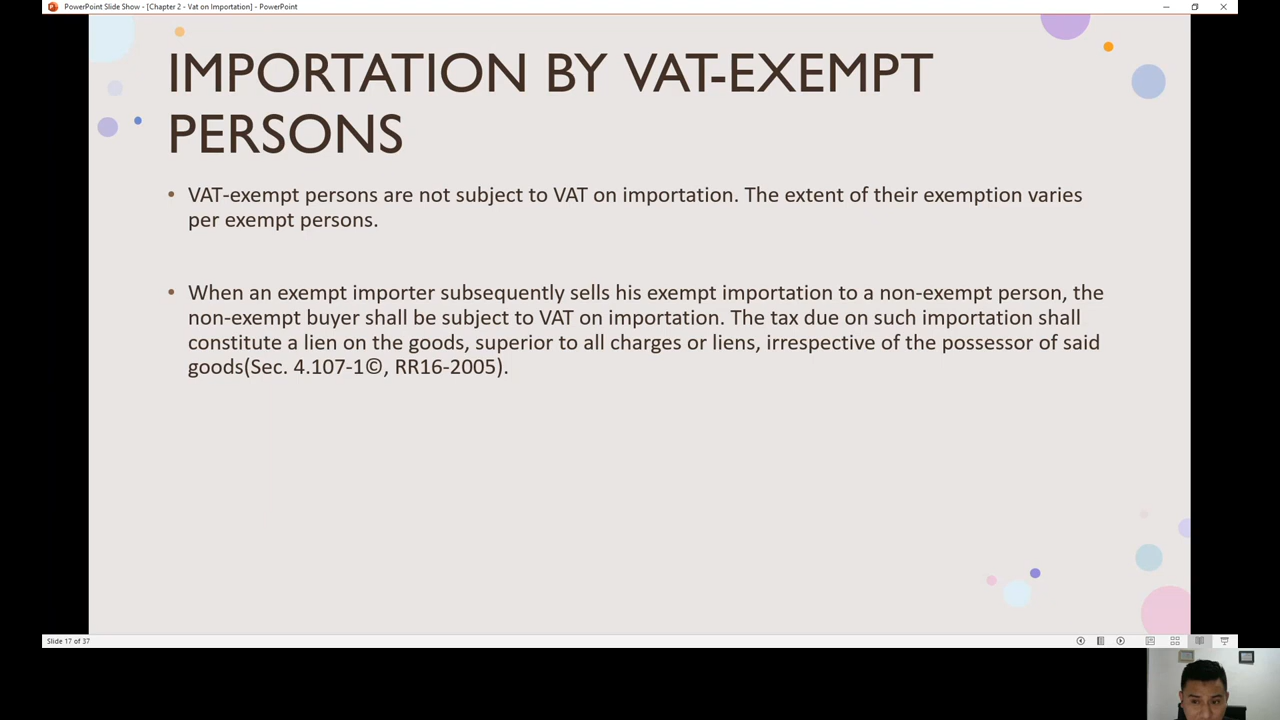 PowerPoint Slide Show - [Chapter 2 - Vat on Importation] - PowerPoint
IMPORTATION BY VAT-EXEMPT
PERSONS
• VAT-exempt persons are not subject to VAT on importation. The extent of their exemption varies
per exempt persons.
• When an exempt importer subsequently sells his exempt importation to a non-exempt person, the
non-exempt buyer shall be subject to VAT on importation. The tax due on such importation shall
constitute a lien on the goods, superior to all charges or liens, irrespective of the possessor of said
goods(Sec. 4.107-1©, RR16-2005).
Slide 17 of 37